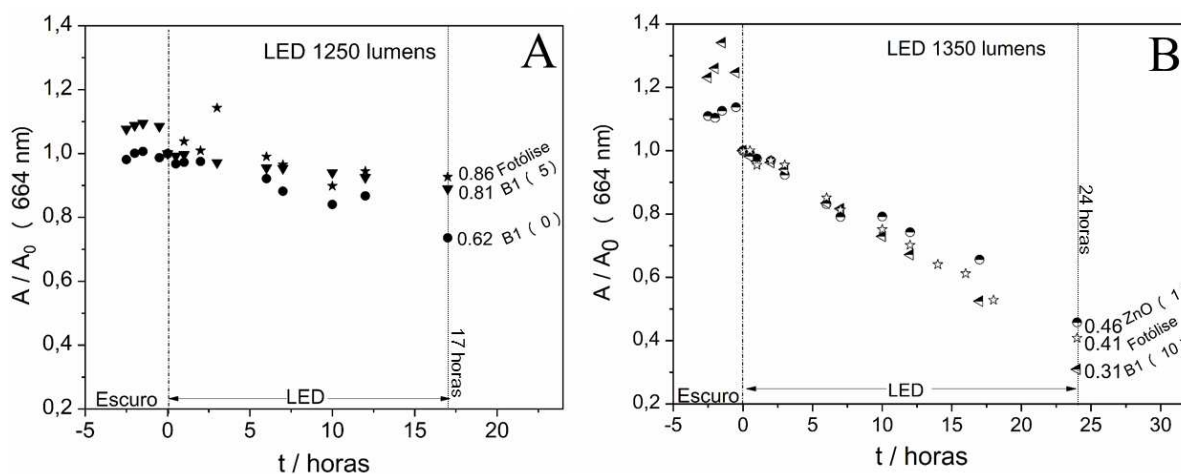 A
LED 1250 lumens
A / A0 ( 664 nm)
1,4
1,2
1,0
0,8
0,6
0,4
0,2
0.86 Fotólise
0.81 B1 ( 5)
0.62 B1 ( 0)
17 horas
Escuro
LED
-5 0 5 10 15 20
t / horas
B
LED 1350 lumens
A / A0 ( 664 nm)
1,4
1,2
1,0
0,8
0,6
0,4
0,2
24 horas
0.46 ZnO ( 1
0.41 Fotólise
0.31 B1 ( 10
Escuro
LED
-5 0 5 10 15 20 25 30
t / horas